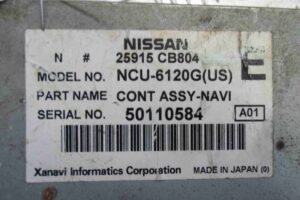 NISSAN
N # 25915 CB804
E
MODEL NO. NCU-6120G(US)
PART NAME CONT ASSY-NAVI
SERIAL NO. 50110584 A01
Xanavi Informatics Corporation MADE IN JAPAN (0)